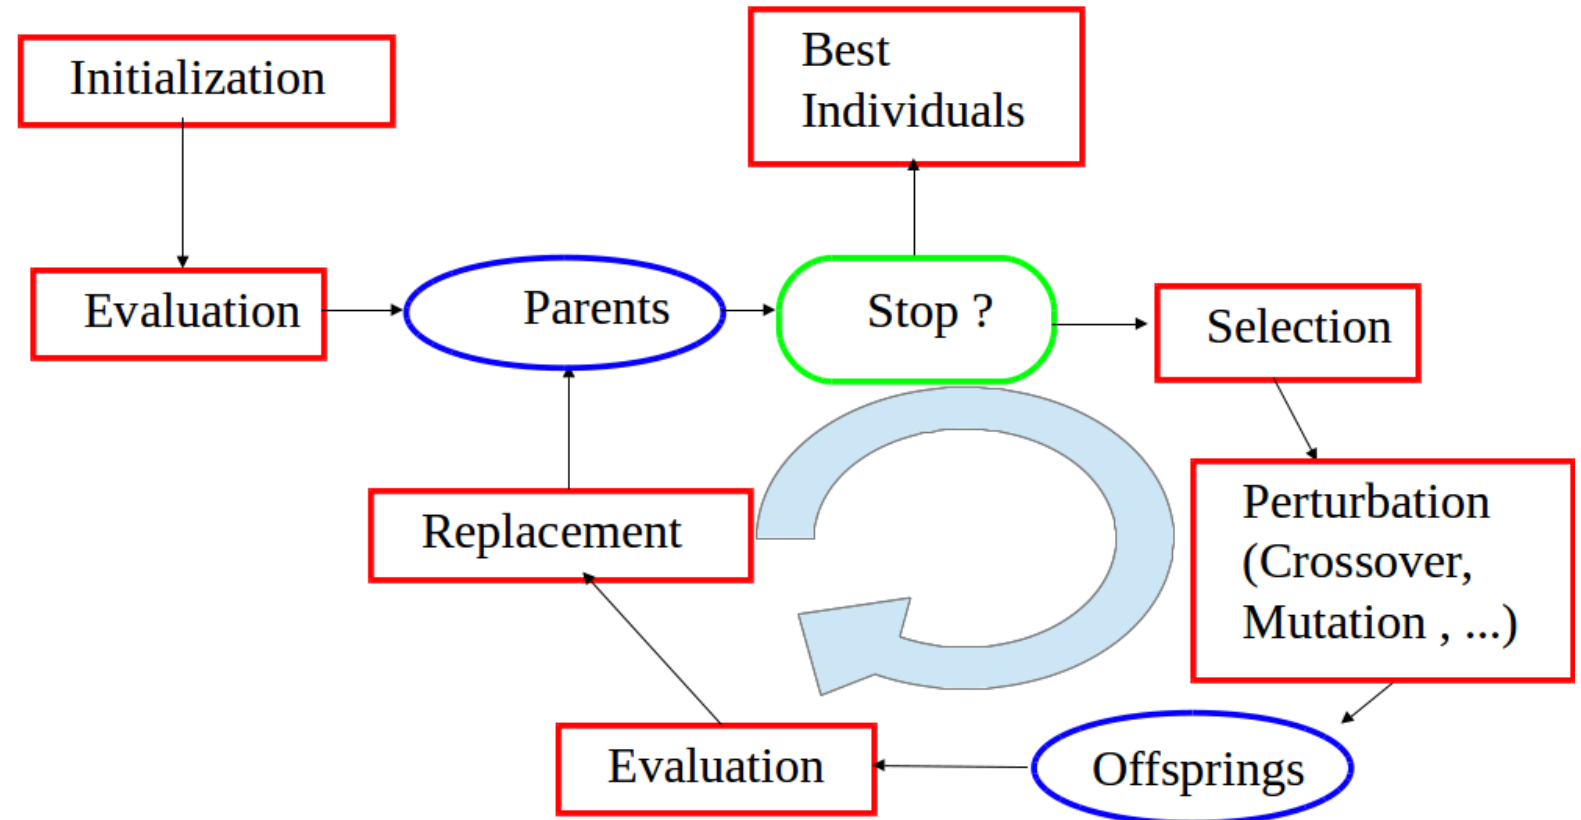 Initialization
Best
Individuals
Evaluation
Parents
Stop ?
Selection
Replacement
Perturbation
(Crossover,
Mutation , ...)
Evaluation
Offsprings